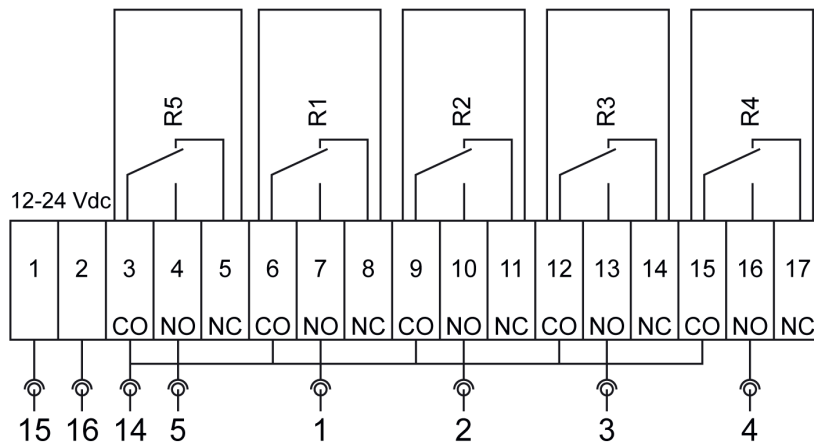 R5 R1 R2 R3 R4
12-24 Vdc
1 2 3 4 5 6 7 8 9 10 11 12 13 14 15 16 17
CO NO NC CO NO NC CO NO NC CO NO NC CO NO NC
15 16 14 5 1 2 3 4